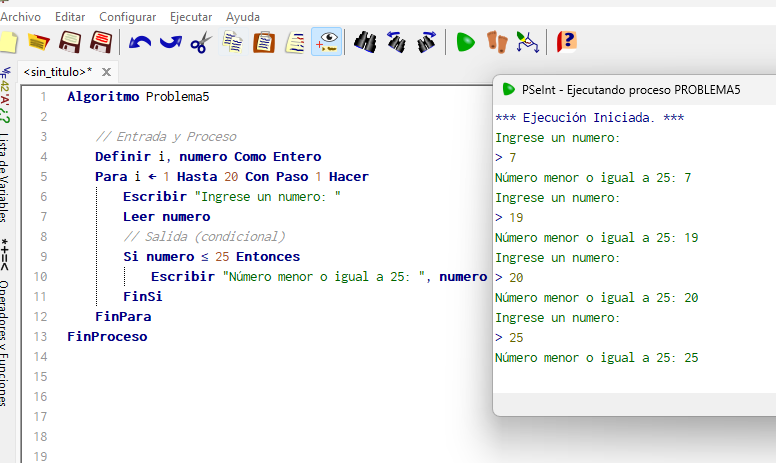 Archivo Editar Configurar Ejecutar Ayuda
<sin_titulo>*
PSeInt - Ejecutando proceso PROBLEMA5
Lista de Variables
*+=<
Operadores y Funciones
1 Algoritmo Problema5
2
3 // Entrada y Proceso
4 Definir i, numero Como Entero
5 Para i ← 1 Hasta 20 Con Paso 1 Hacer
6 Escribir "Ingrese un numero: "
7 Leer numero
8 // Salida (condicional)
9 Si numero ≤ 25 Entonces
10 Escribir "Número menor o igual a 25: ", numero
11 FinSi
12 FinPara
13 FinProceso
14
15
16
17
18
19
*** Ejecución Iniciada. ***
Ingrese un numero:
> 7
Número menor o igual a 25: 7
Ingrese un numero:
> 19
Número menor o igual a 25: 19
Ingrese un numero:
> 20
Número menor o igual a 25: 20
Ingrese un numero:
> 25
Número menor o igual a 25: 25